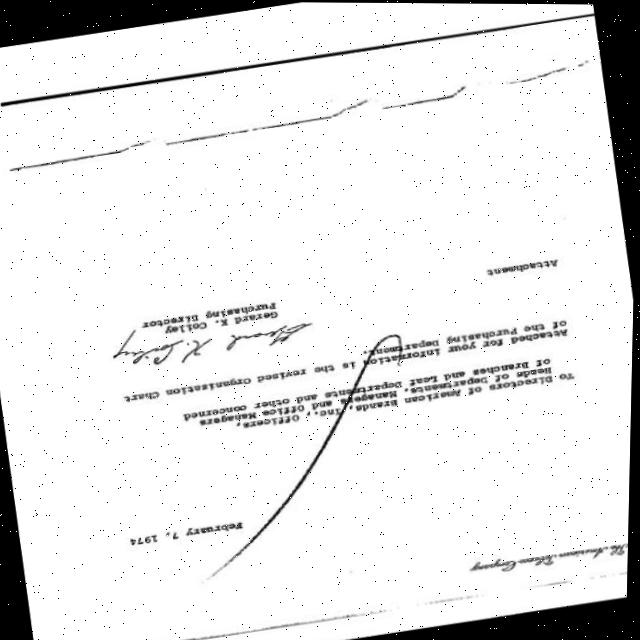 The American Tobacco Company
February 7, 1974
To Directors of American Brands, Inc., Officers,
Heads of Departments, Managers and Office Managers
of Branches and Leaf Departments and other concerned
Attached for your information is the revised Organization Chart
of the Purchasing Department.
Gerard K. Colley
Gerard K. Colley
Purchasing Director
Attachment